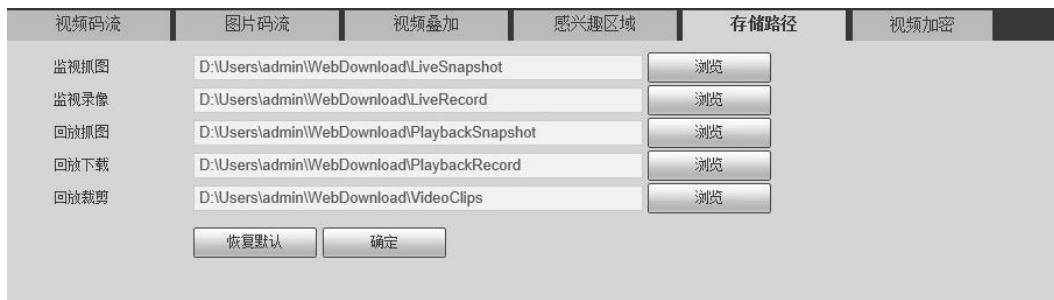 视频码流 图片码流 视频叠加 感兴趣区域 存储路径 视频加密
监视抓图 D:\Users\admin\WebDownload\LiveSnapshot 浏览
监视录像 D:\Users\admin\WebDownload\LiveRecord 浏览
回放抓图 D:\Users\admin\WebDownload\PlaybackSnapshot 浏览
回放下载 D:\Users\admin\WebDownload\PlaybackRecord 浏览
回放裁剪 D:\Users\admin\WebDownload\VideoClips 浏览
恢复默认 确定